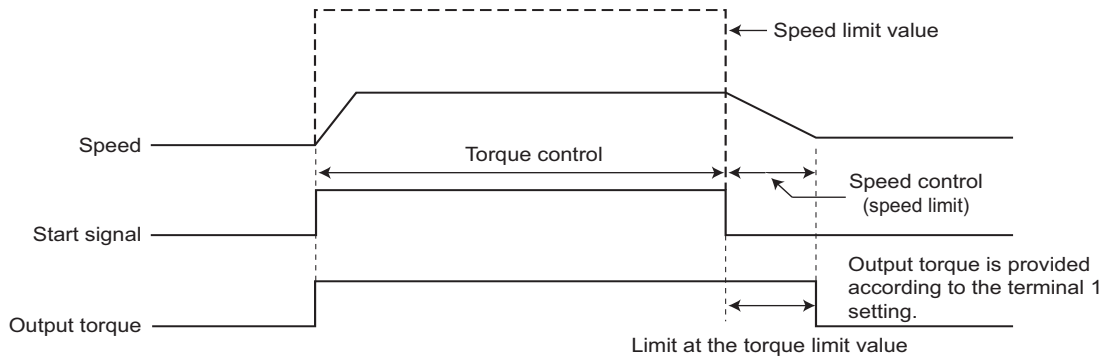 Speed limit value
Speed
Torque control
Speed control
(speed limit)
Start signal
Output torque is provided
according to the terminal 1
setting.
Output torque
Limit at the torque limit value